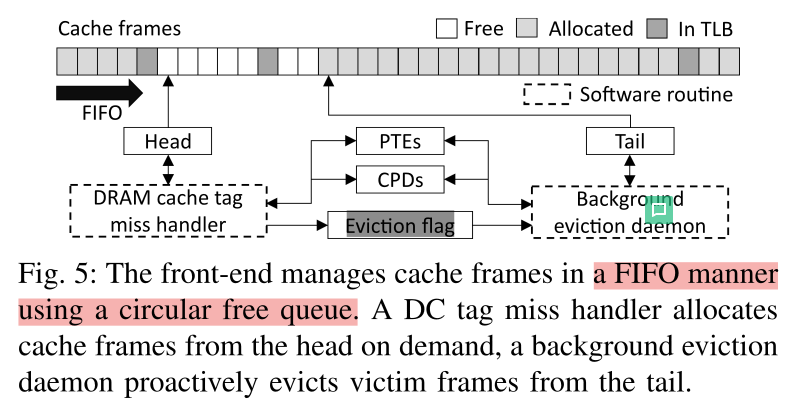 Cache frames
Free
Allocated
In TLB
FIFO
Software routine
Head
PTEs
Tail
CPDs
DRAM cache tag
miss handler
Background
eviction daemon
Eviction flag
Fig. 5: The front-end manages cache frames in a FIFO manner
using a circular free queue. A DC tag miss handler allocates
cache frames from the head on demand, a background eviction
daemon proactively evicts victim frames from the tail.